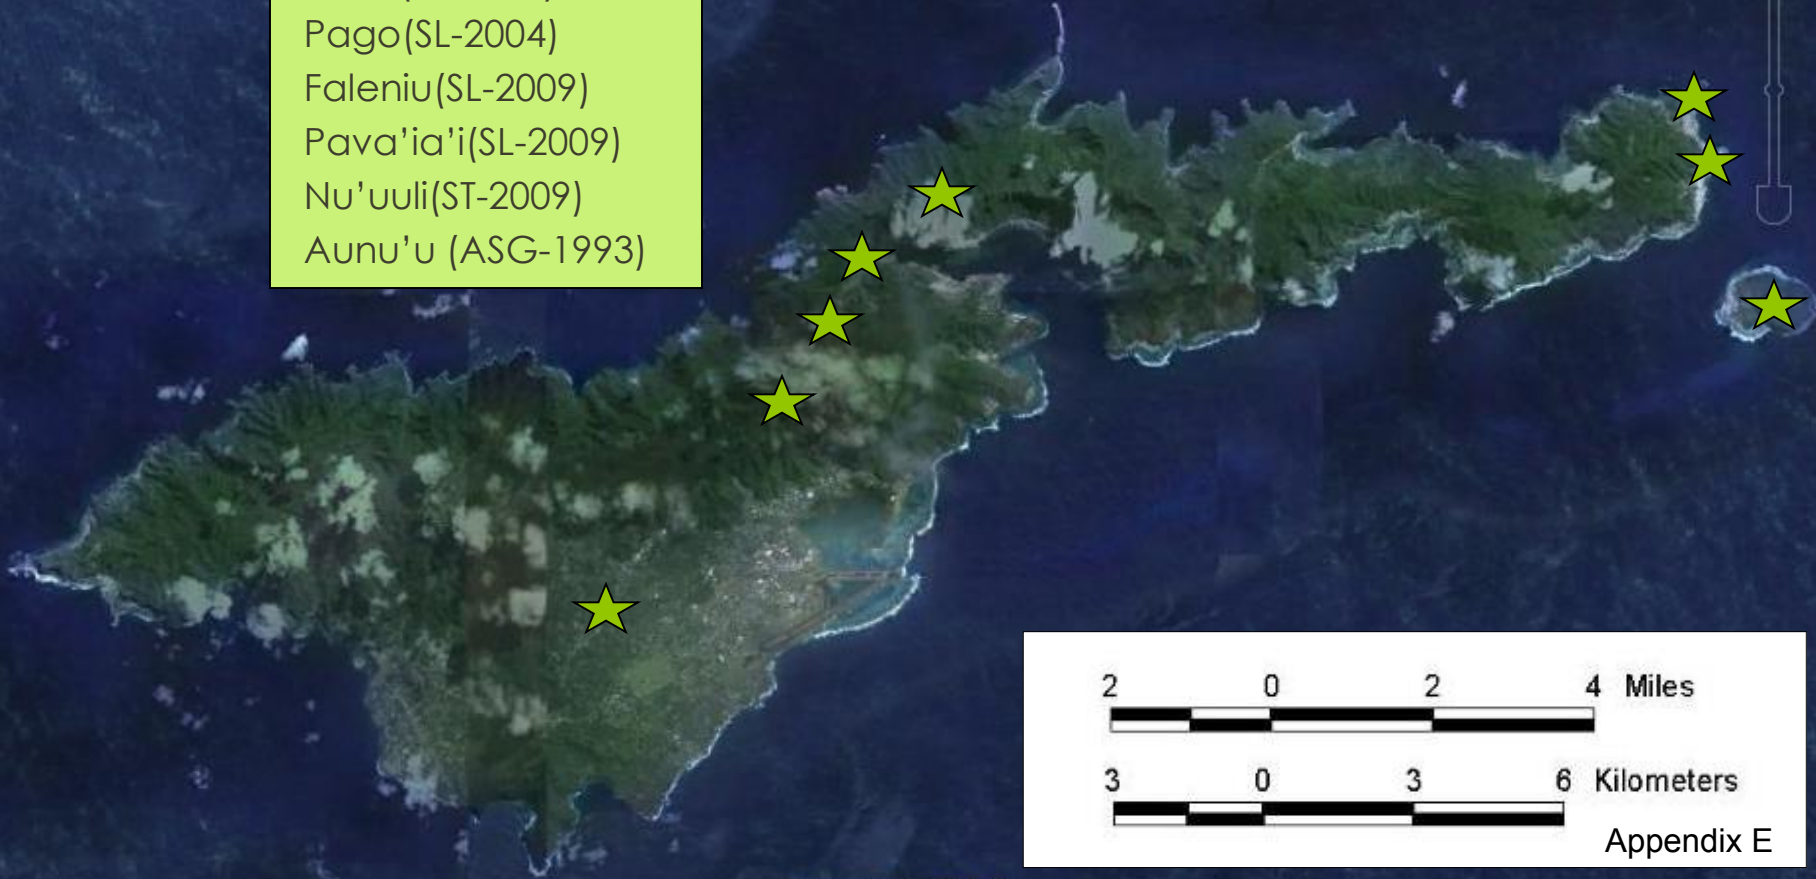 Pago(SL-2004)
Faleniu(SL-2009)
Pava’ia’i(SL-2009)
Nu’uuli(ST-2009)
Aunu’u (ASG-1993)
2 0 2 4 Miles
3 0 3 6 Kilometers
Appendix E